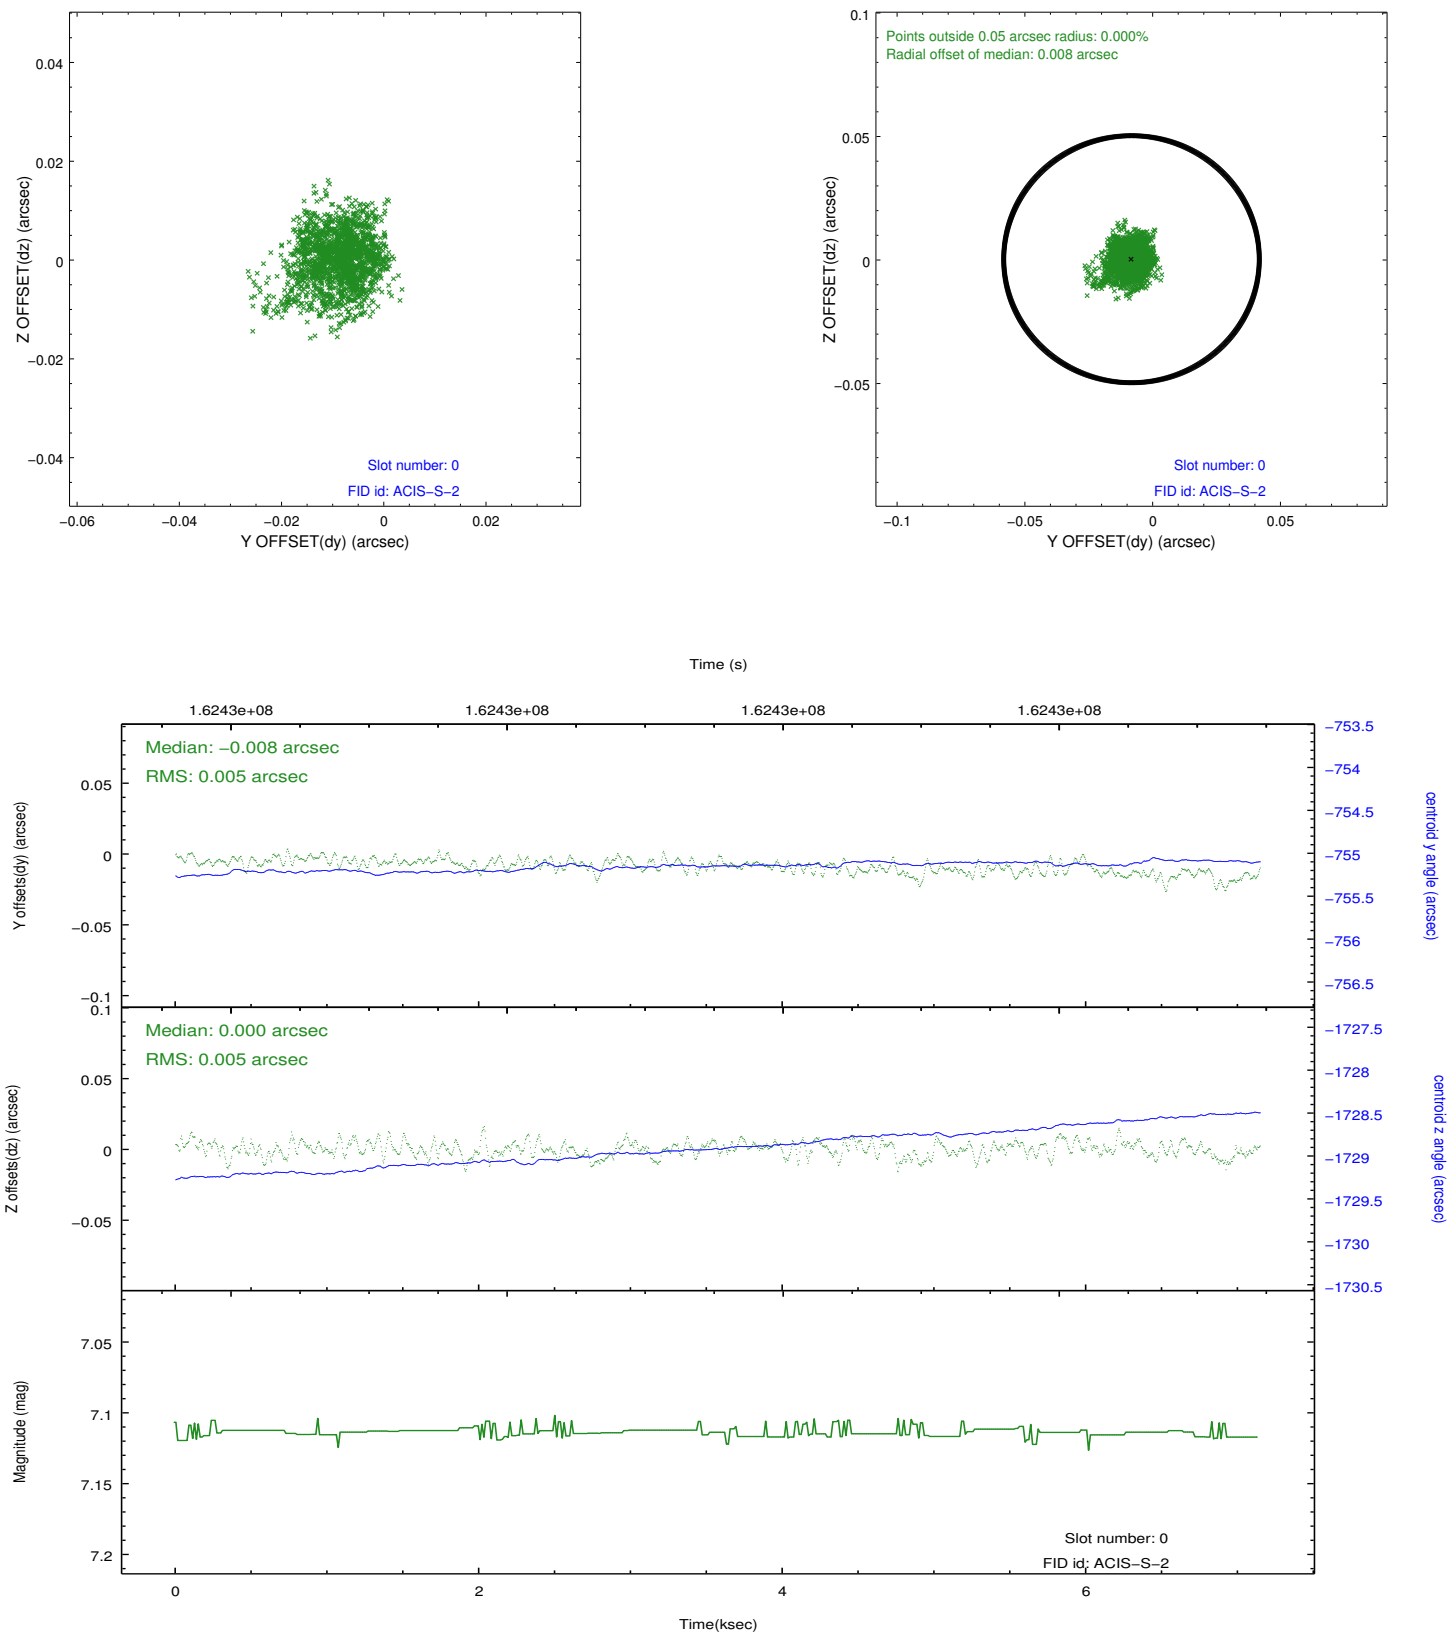 0.04
0.02
0
−0.02
−0.04
Z OFFSET(dz) (arcsec)
Slot number: 0
FID id: ACIS−S−2
−0.06 −0.04 −0.02 0 0.02
Y OFFSET(dy) (arcsec)
0.1
0.05
0
−0.05
Z OFFSET(dz) (arcsec)
Points outside 0.05 arcsec radius: 0.000%
Radial offset of median: 0.008 arcsec
Slot number: 0
FID id: ACIS−S−2
−0.1 −0.05 0 0.05
Y OFFSET(dy) (arcsec)
Time (s)
1.6243e+08 1.6243e+08 1.6243e+08 1.6243e+08
Median: −0.008 arcsec
RMS: 0.005 arcsec
0.05
0
−0.05
−0.1
Y offsets(dy) (arcsec)
−753.5
−754
−754.5
−755
−755.5
−756
−756.5
centroid y angle (arcsec)
Median: 0.000 arcsec
RMS: 0.005 arcsec
0.1
0.05
0
−0.05
Z offsets(dz) (arcsec)
−1727.5
−1728
−1728.5
−1729
−1729.5
−1730
−1730.5
centroid z angle (arcsec)
7.05
7.1
7.15
7.2
Magnitude (mag)
Slot number: 0
FID id: ACIS−S−2
0 2 4 6
Time(ksec)